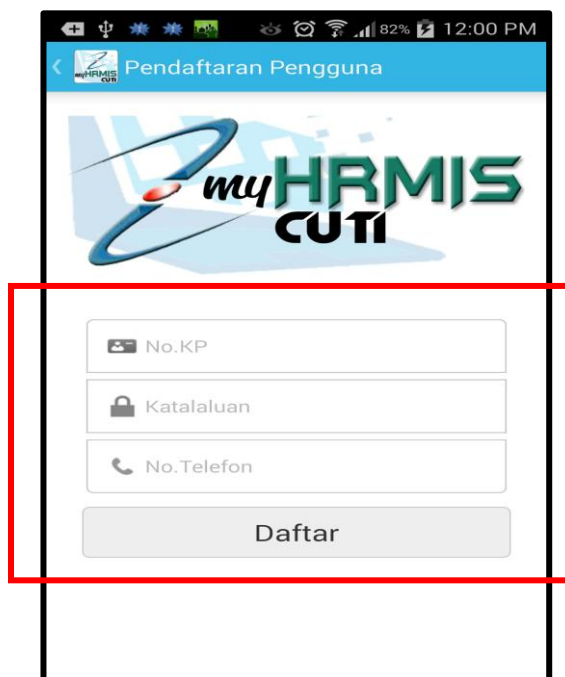 82% 12:00 PM
myHRMIS CUTI Pendaftaran Pengguna
myHRMIS
CUTI
No.KP
Katalaluan
No.Telefon
Daftar